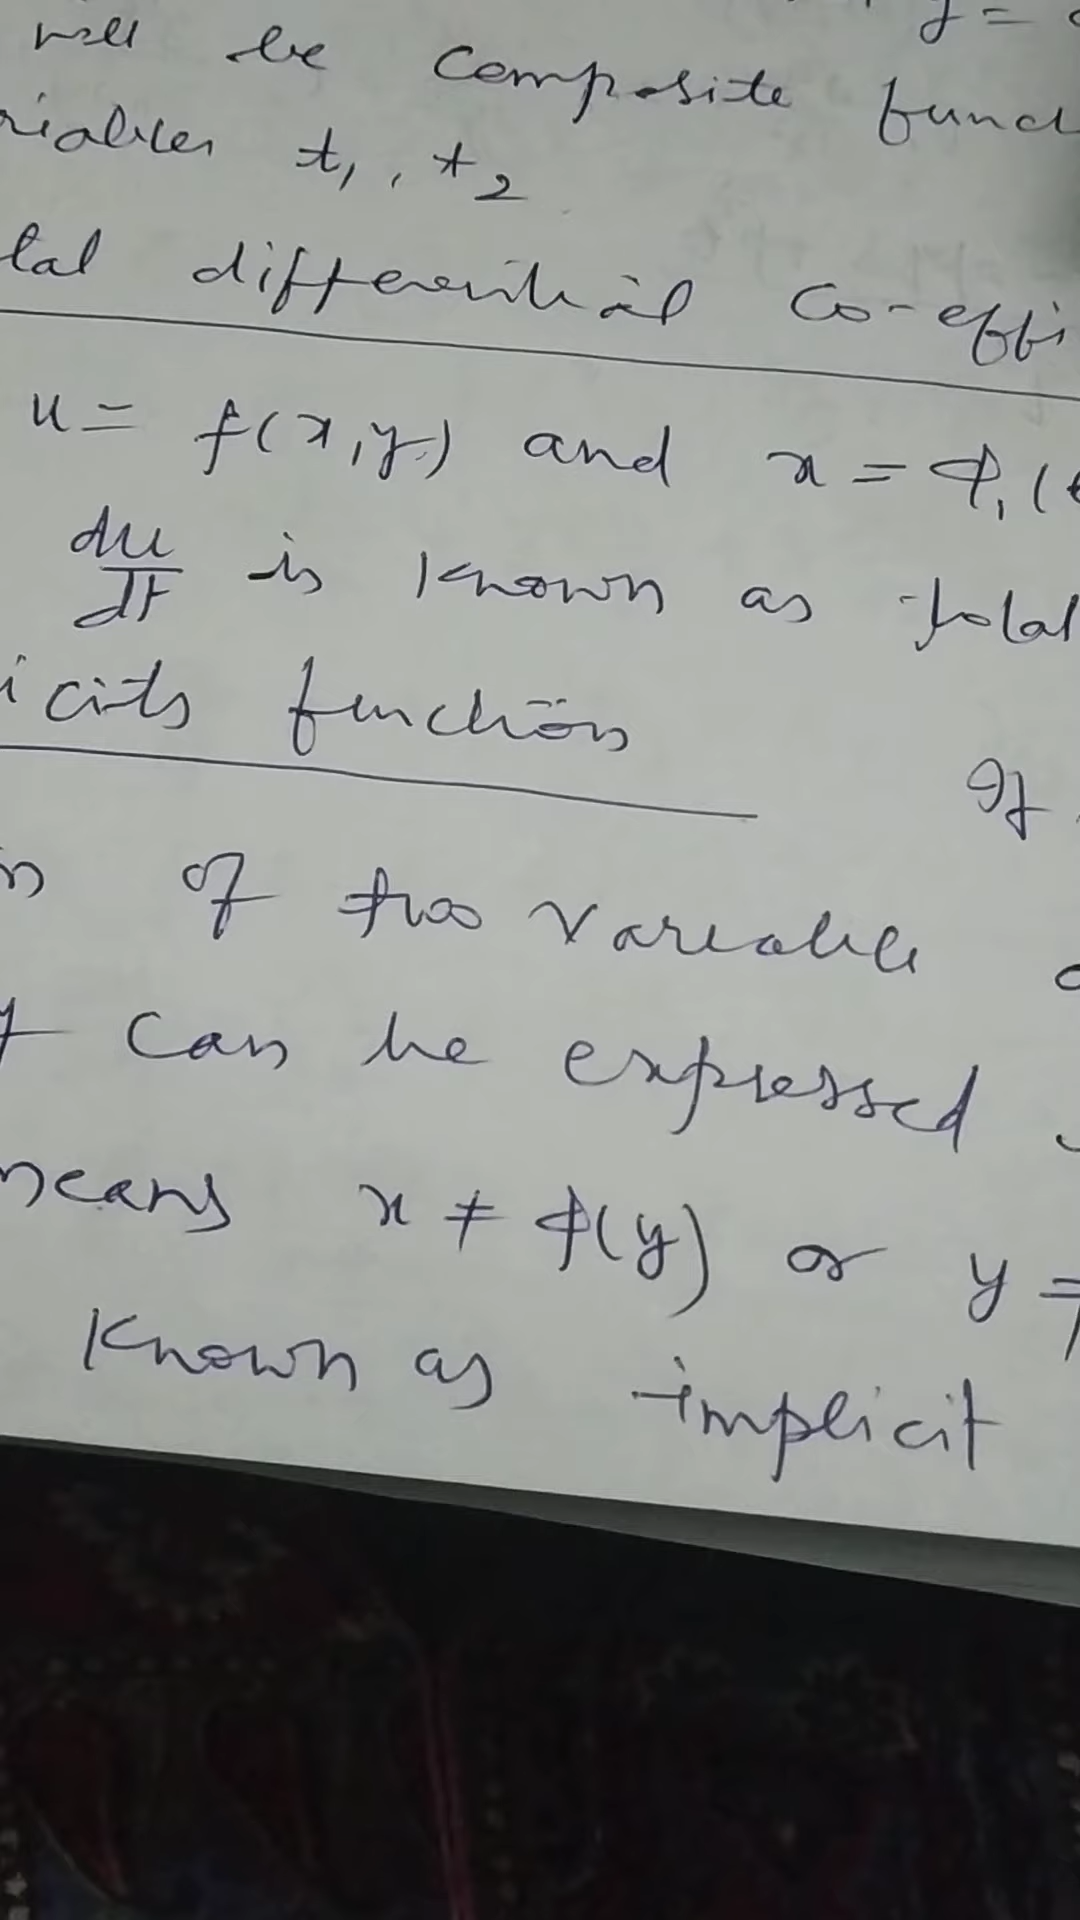 y =
will be composite func
riables t₁, t₂
tal differential co-effi
u = f(x,y) and x = φ₁(t
du/dt is known as total
icits function
If
n of two variable
y can be expressed
means x ≠ φ(y) or y ≠
known as implicit